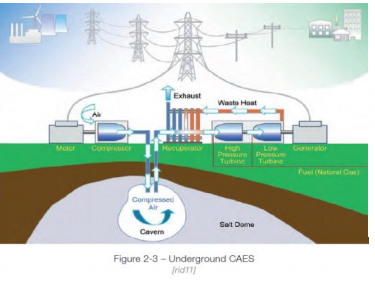 Exhaust
Waste Heat
Air
Motor
Compressor
Recuperator
High
Pressure
Turbine
Low
Pressure
Turbine
Generator
Fuel (Natural Gas)
Compressed
Air
Cavern
Salt Dome
Figure 2-3 – Underground CAES
[rid11]